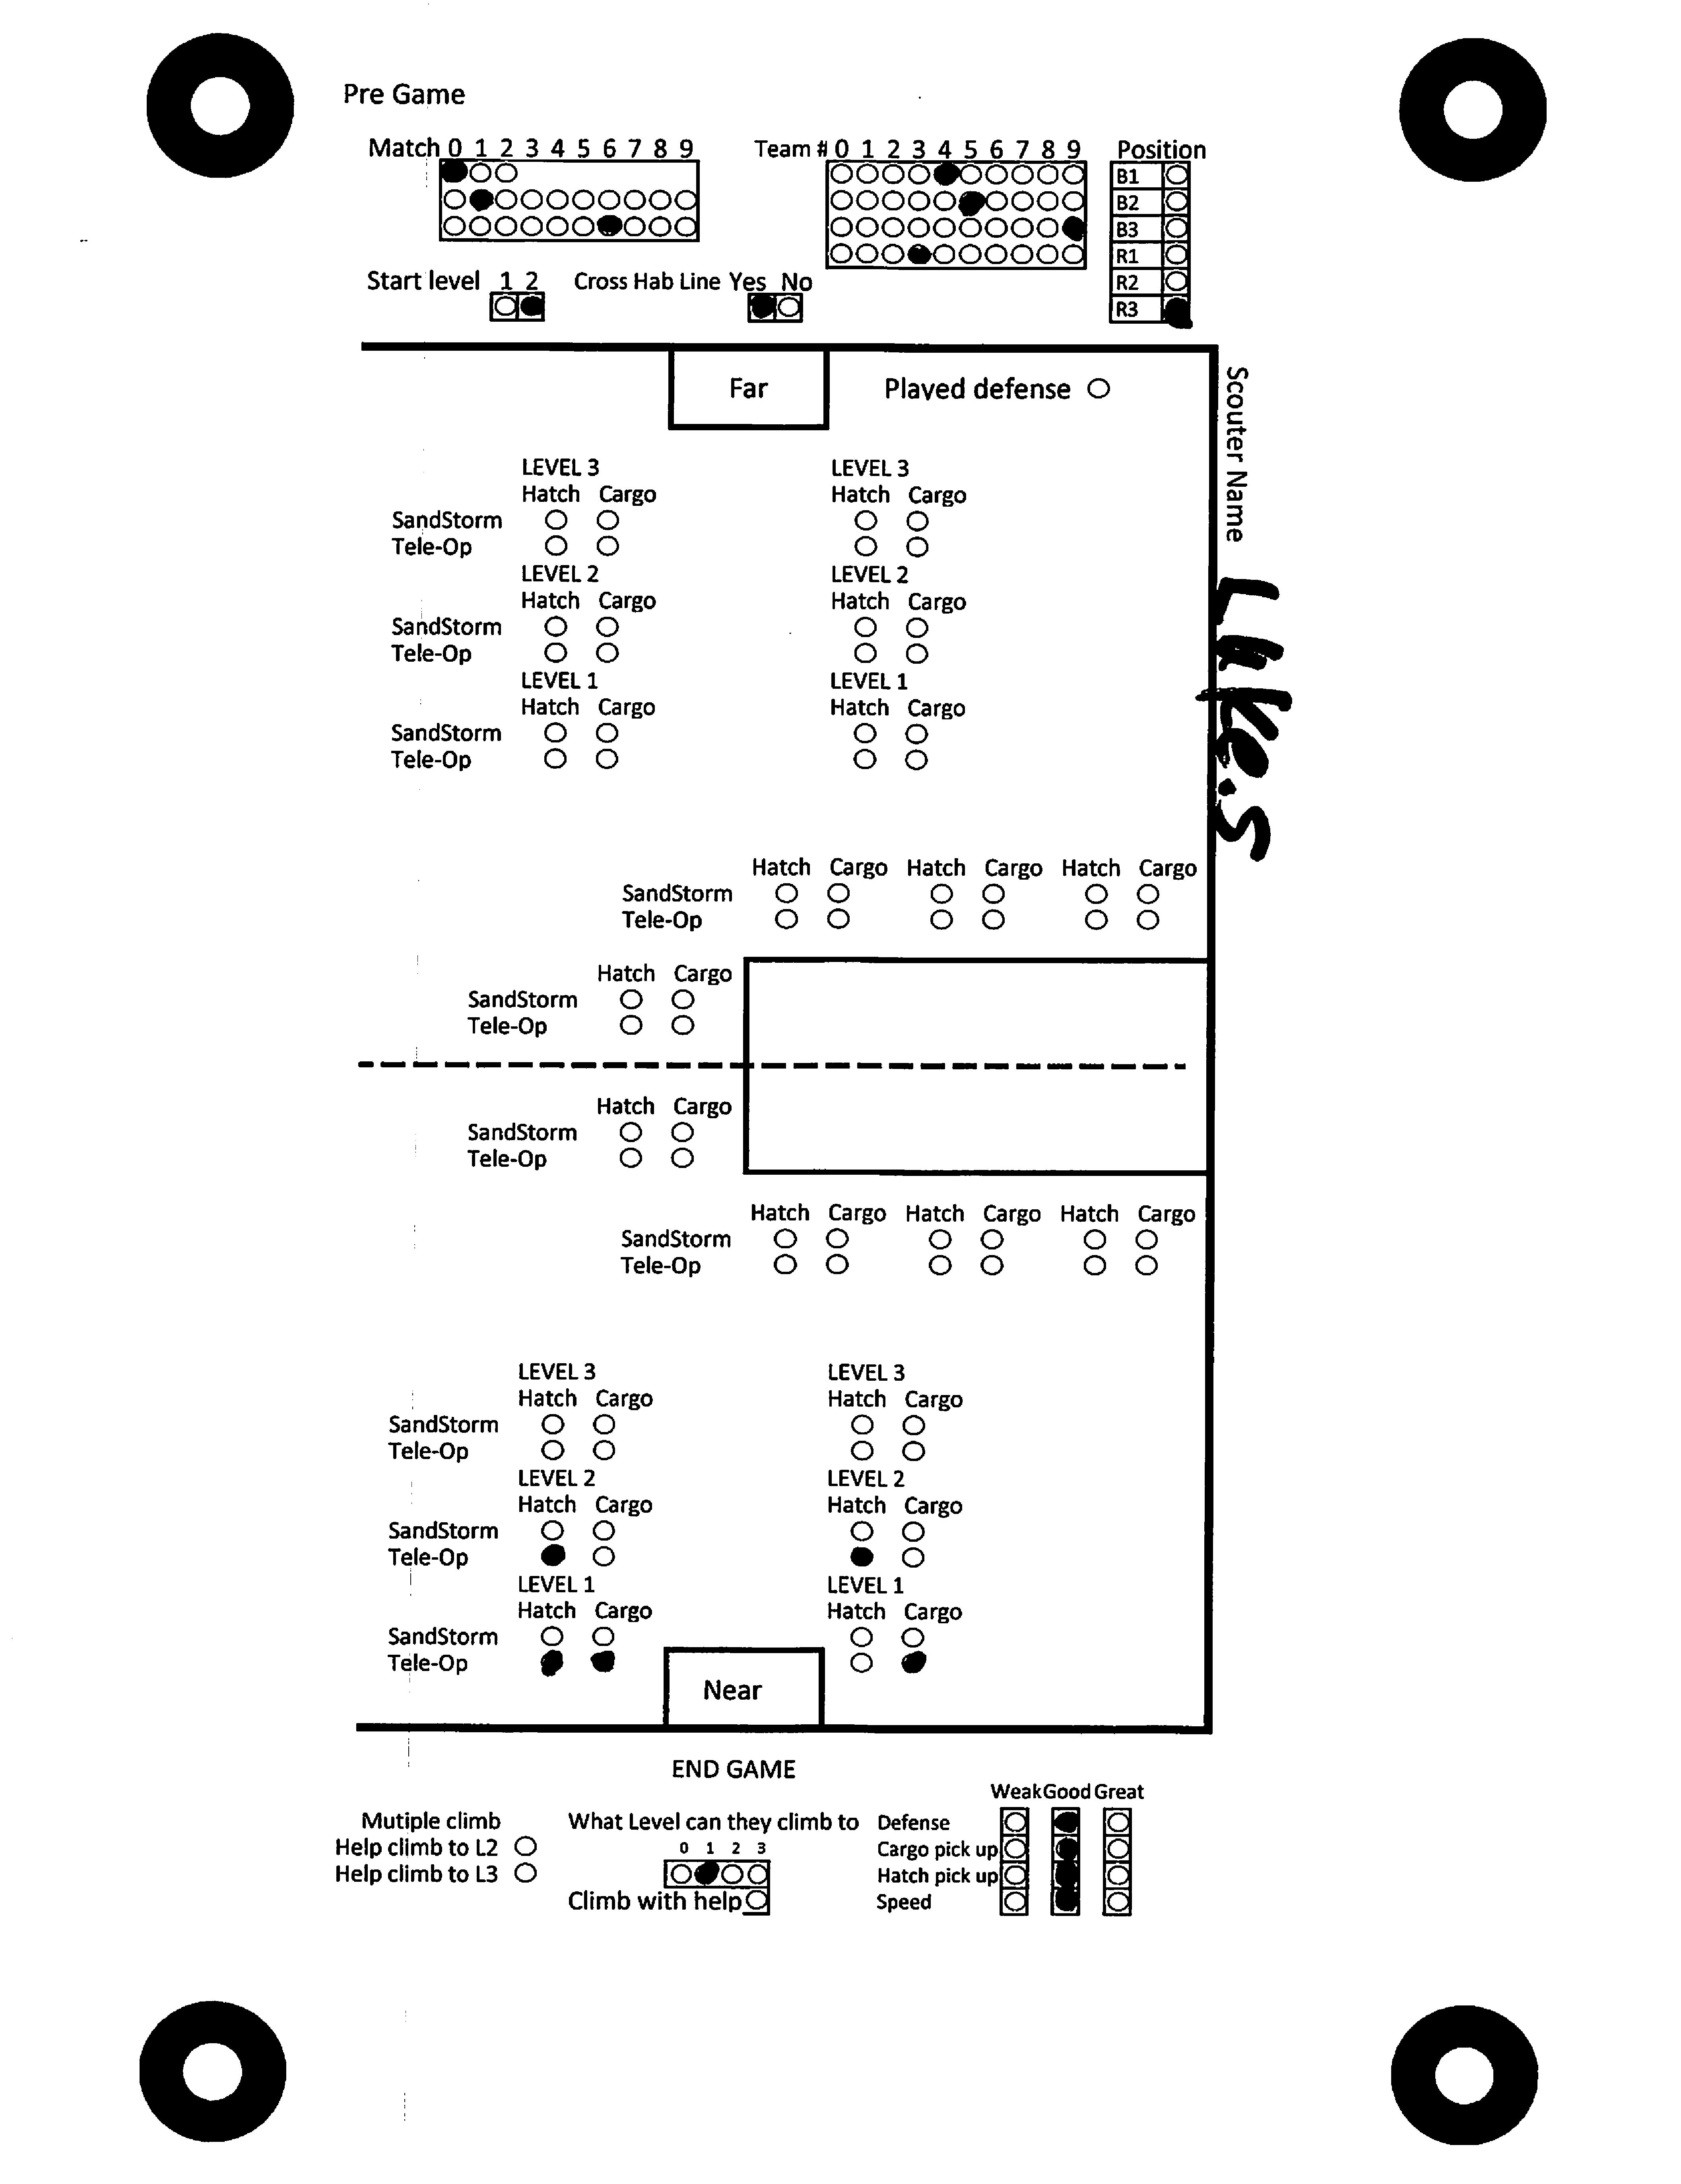 Pre Game
Match 0 1 2 3 4 5 6 7 8 9
Team # 0 1 2 3 4 5 6 7 8 9
Position
B1
B2
B3
R1
R2
R3
Start level 1 2
Cross Hab Line Yes No
Far
Played defense
Scouter Name
Luke.S
LEVEL 3 LEVEL 3
Hatch Cargo Hatch Cargo
SandStorm
Tele-Op
LEVEL 2 LEVEL 2
Hatch Cargo Hatch Cargo
SandStorm
Tele-Op
LEVEL 1 LEVEL 1
Hatch Cargo Hatch Cargo
SandStorm
Tele-Op
Hatch Cargo Hatch Cargo Hatch Cargo
SandStorm
Tele-Op
Hatch Cargo
SandStorm
Tele-Op
Hatch Cargo
SandStorm
Tele-Op
Hatch Cargo Hatch Cargo Hatch Cargo
SandStorm
Tele-Op
LEVEL 3 LEVEL 3
Hatch Cargo Hatch Cargo
SandStorm
Tele-Op
LEVEL 2 LEVEL 2
Hatch Cargo Hatch Cargo
SandStorm
Tele-Op
LEVEL 1 LEVEL 1
Hatch Cargo Hatch Cargo
SandStorm
Tele-Op
Near
END GAME
Mutiple climb
Help climb to L2
Help climb to L3
What Level can they climb to
0 1 2 3
Climb with help
Weak Good Great
Defense
Cargo pick up
Hatch pick up
Speed